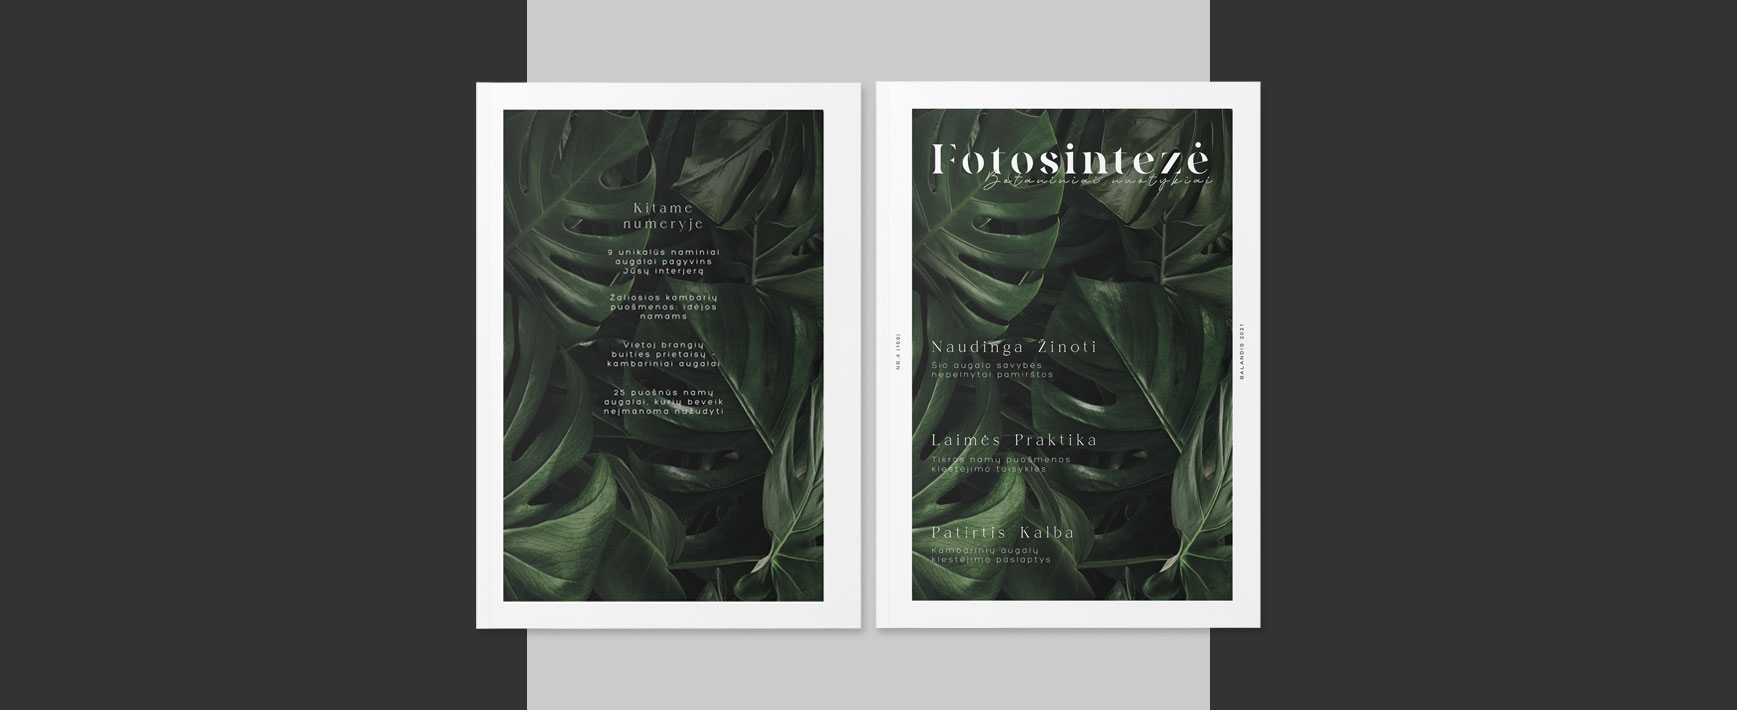 Kitame
numeryje
9 unikalūs naminiai
augalai pagyvins
Jūsų interjerą
Žaliosios kambarių
puošmenos: idėjos
namams
Vietoj brangių
buities prietaisų -
kambariniai augalai
25 puošnūs namų
augalai, kurių beveik
neįmanoma nužudyti
Fotosintezė
Botaniniai nuotykiai
NR.4 (169)
BALANDIS 2021
Naudinga Žinoti
Šio augalo savybės
nepelnytai pamirštos
Laimės Praktika
Tikros namų puošmenos
klestėjimo taisyklės
Patirtis Kalba
Kambarinių augalų
klestėjimo paslaptys